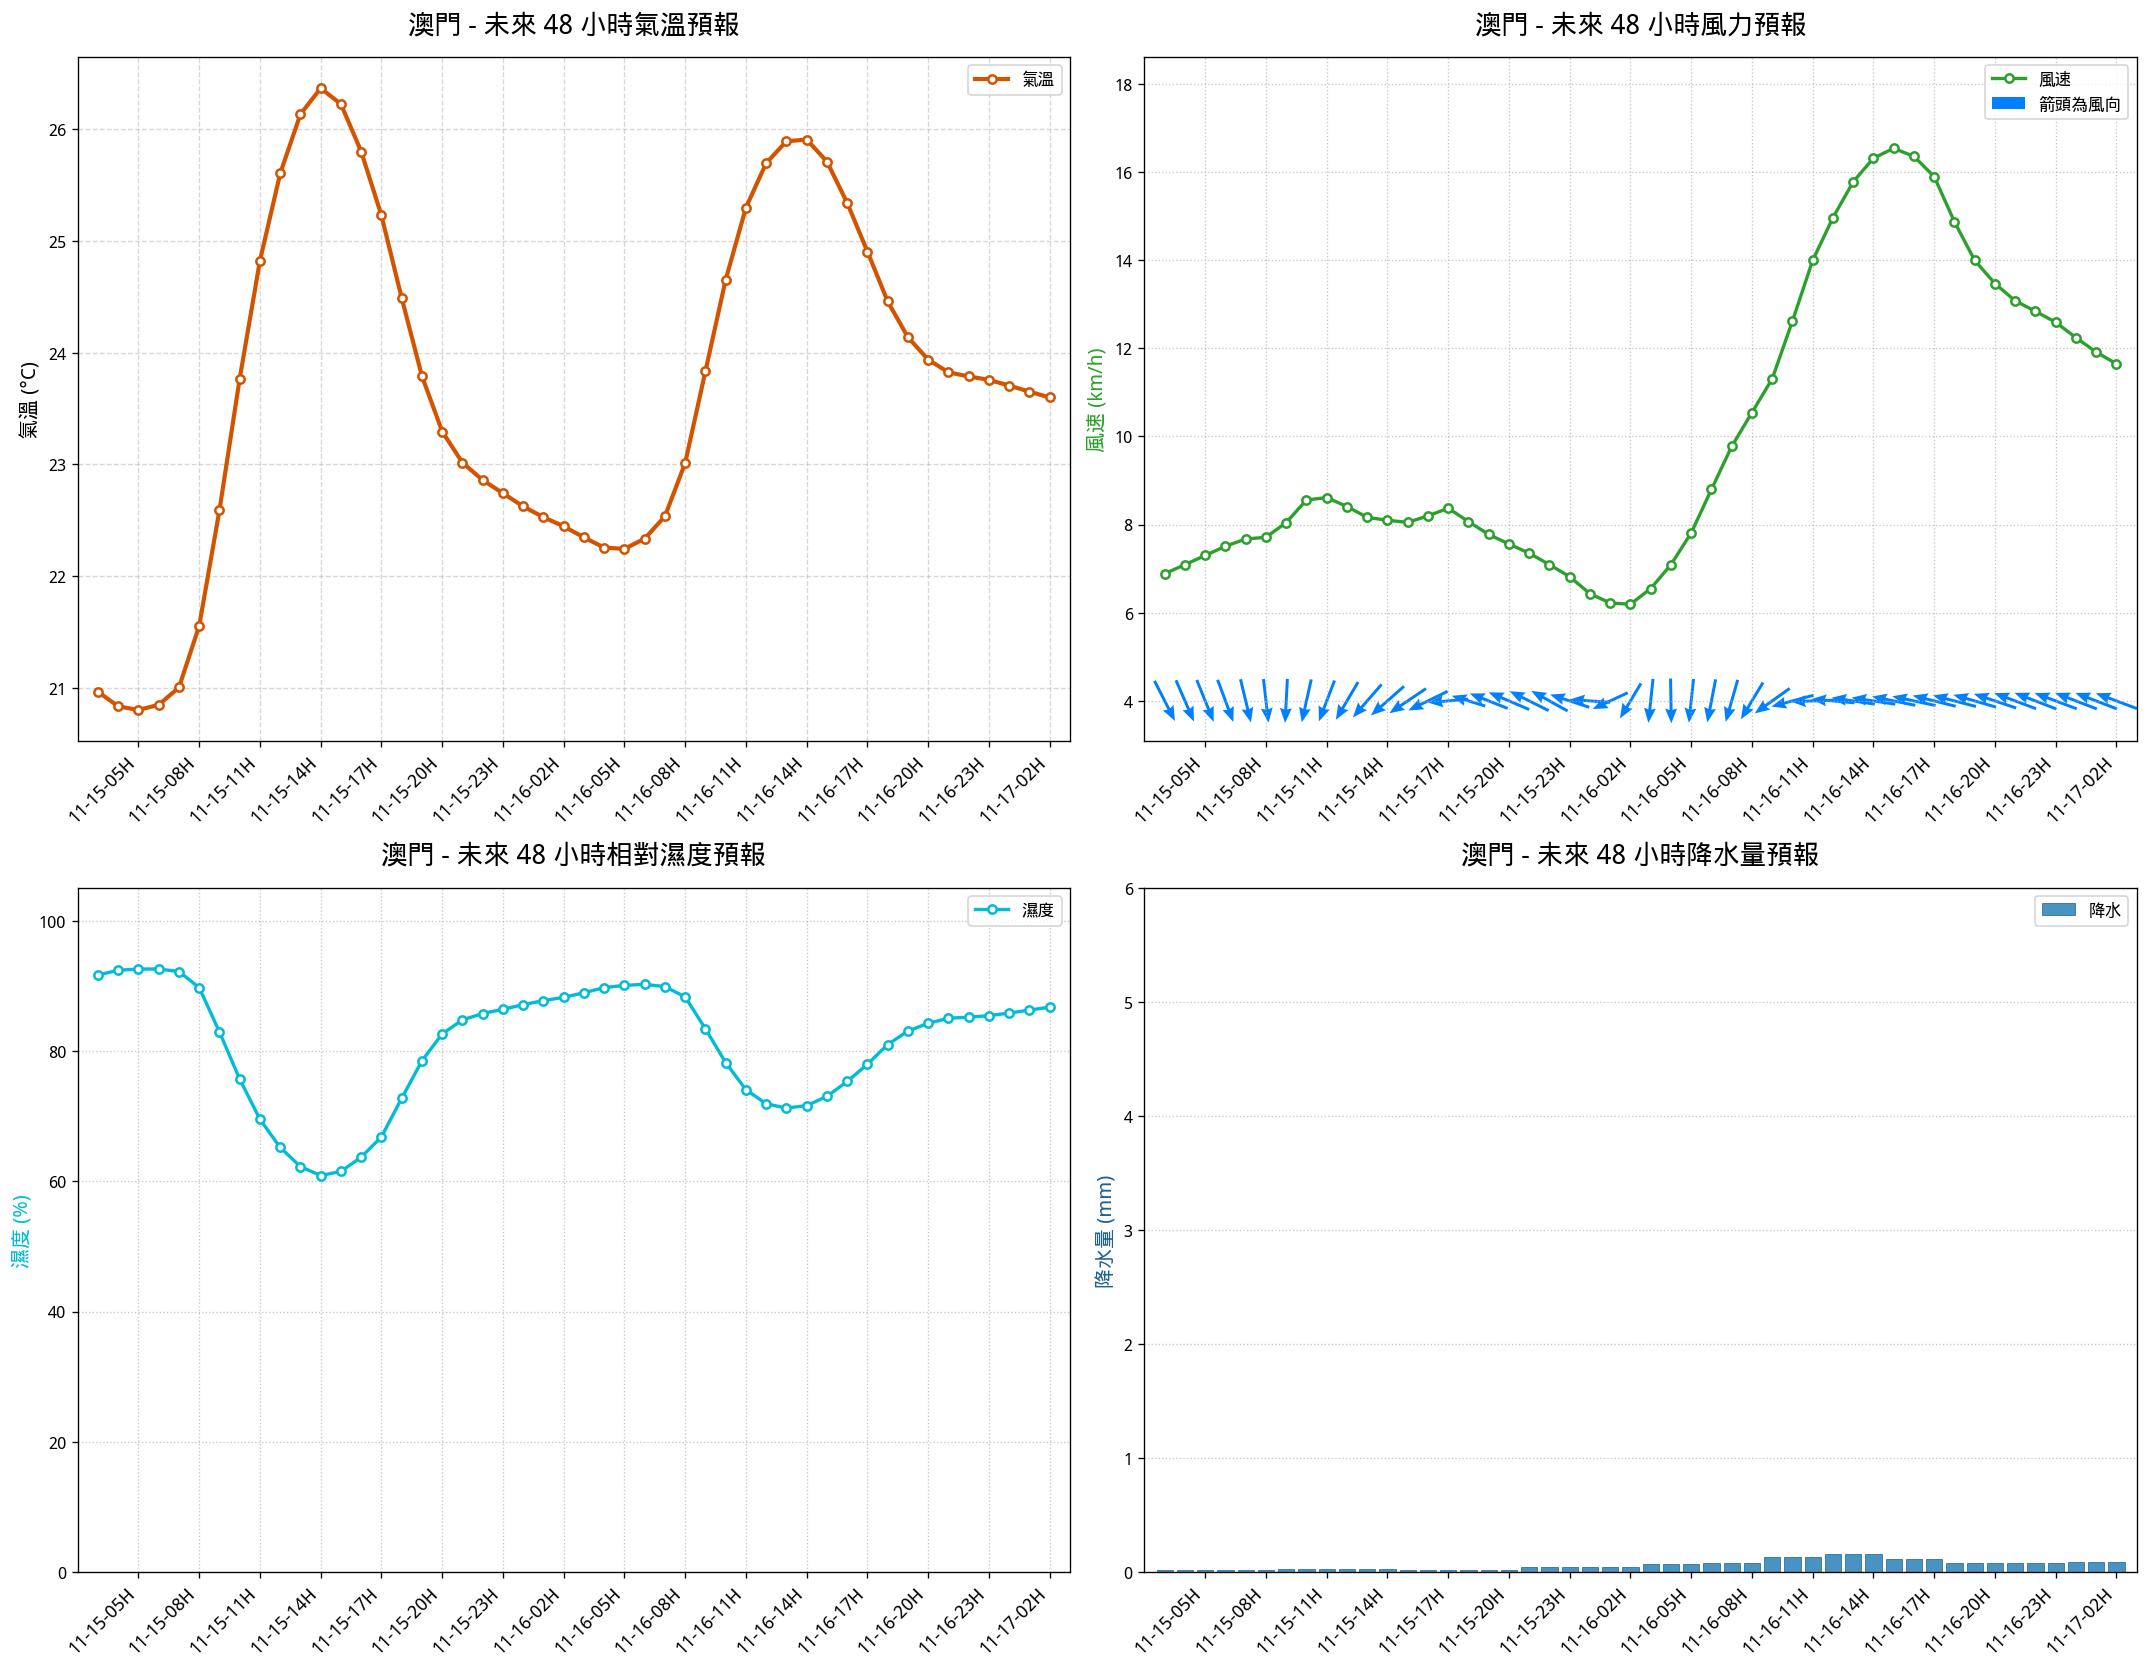 澳門 - 未來 48 小時氣溫預報
氣溫
氣溫 (°C)
26
25
24
23
22
21
11-15-05H
11-15-08H
11-15-11H
11-15-14H
11-15-17H
11-15-20H
11-15-23H
11-16-02H
11-16-05H
11-16-08H
11-16-11H
11-16-14H
11-16-17H
11-16-20H
11-16-23H
11-17-02H
澳門 - 未來 48 小時風力預報
風速
箭頭為風向
風速 (km/h)
18
16
14
12
10
8
6
4
11-15-05H
11-15-08H
11-15-11H
11-15-14H
11-15-17H
11-15-20H
11-15-23H
11-16-02H
11-16-05H
11-16-08H
11-16-11H
11-16-14H
11-16-17H
11-16-20H
11-16-23H
11-17-02H
澳門 - 未來 48 小時相對濕度預報
濕度
濕度 (%)
100
80
60
40
20
0
11-15-05H
11-15-08H
11-15-11H
11-15-14H
11-15-17H
11-15-20H
11-15-23H
11-16-02H
11-16-05H
11-16-08H
11-16-11H
11-16-14H
11-16-17H
11-16-20H
11-16-23H
11-17-02H
澳門 - 未來 48 小時降水量預報
降水
降水量 (mm)
6
5
4
3
2
1
0
11-15-05H
11-15-08H
11-15-11H
11-15-14H
11-15-17H
11-15-20H
11-15-23H
11-16-02H
11-16-05H
11-16-08H
11-16-11H
11-16-14H
11-16-17H
11-16-20H
11-16-23H
11-17-02H